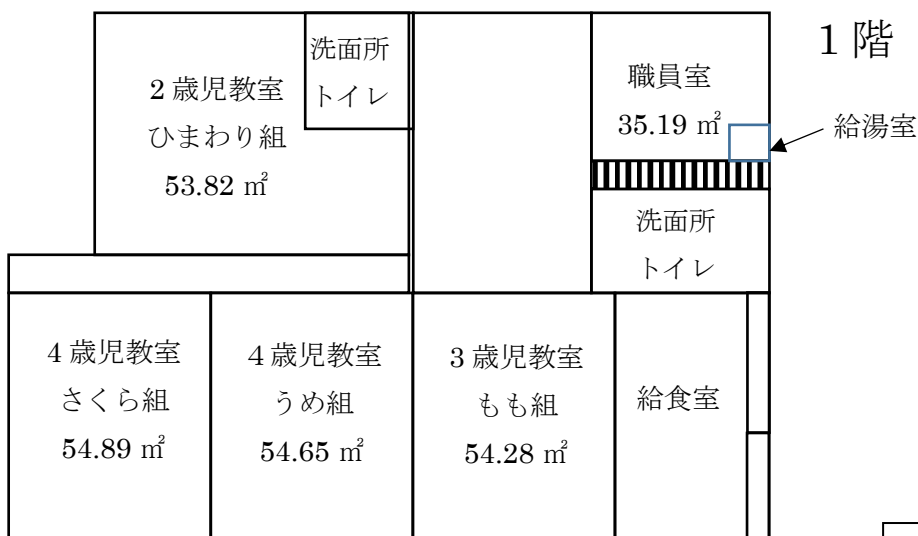 1 階
洗面所
トイレ
2 歳児教室
ひまわり組
53.82 ㎡
職員室
35.19 ㎡
給湯室
洗面所
トイレ
4 歳児教室
さくら組
54.89 ㎡
4 歳児教室
うめ組
54.65 ㎡
3 歳児教室
もも組
54.28 ㎡
給食室